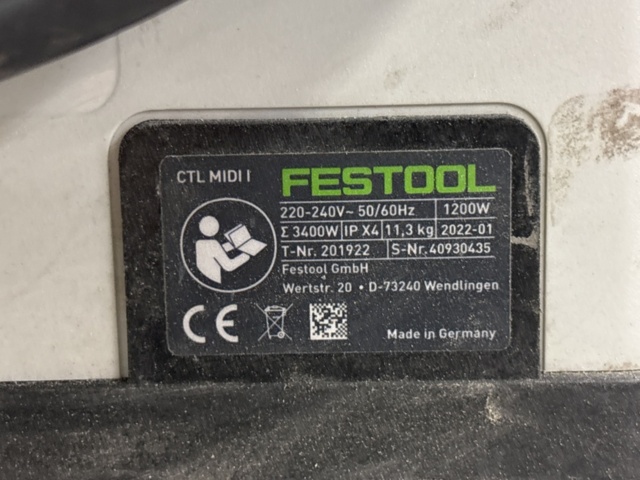 CTL MIDI I
FESTOOL
220-240V~ 50/60Hz 1200W
Σ 3400W IP X4 11,3 kg 2022-01
T-Nr. 201922 S-Nr. 40930435
Festool GmbH
Wertstr. 20 • D-73240 Wendlingen
CE
Made in Germany